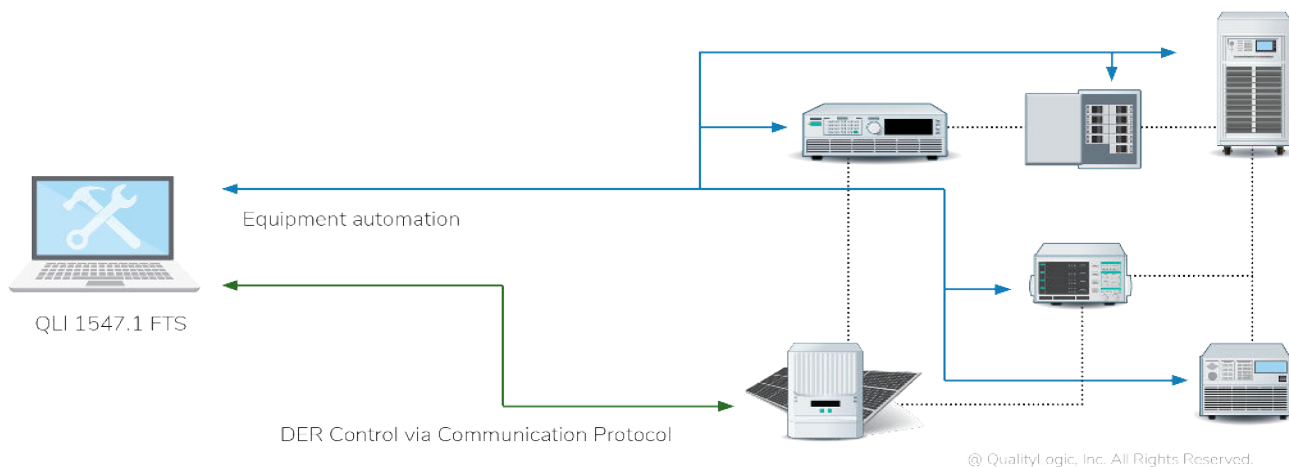 Equipment automation
QLI 1547.1 FTS
DER Control via Communication Protocol
@ QualityLogic, Inc. All Rights Reserved.